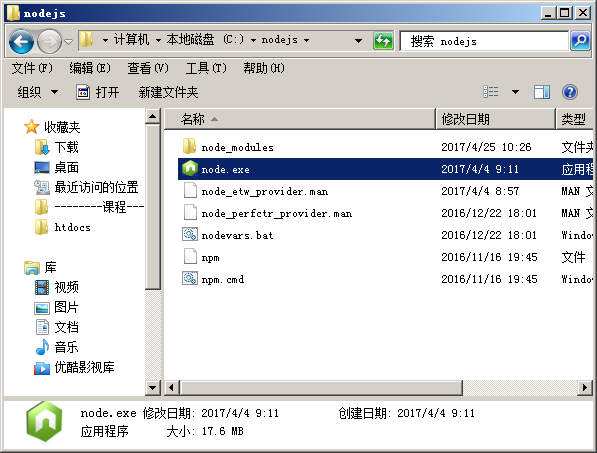 nodejs
计算机 本地磁盘 (C:) nodejs 搜索 nodejs
文件(F) 编辑(E) 查看(V) 工具(T) 帮助(H)
组织 打开 新建文件夹
收藏夹
下载
桌面
最近访问的位置
--------课程---
htdocs
库
视频
图片
文档
音乐
优酷影视库
名称 修改日期 类型
node_modules 2017/4/25 10:26 文件夹
node.exe 2017/4/4 9:11 应用程
node_etw_provider.man 2017/4/4 8:57 MAN 文
node_perfctr_provider.man 2016/12/22 18:01 MAN 文
nodevars.bat 2016/12/22 18:01 Windo
npm 2016/11/16 19:45 文件
npm.cmd 2016/11/16 19:45 Windo
node.exe 修改日期: 2017/4/4 9:11 创建日期: 2017/4/4 9:11
应用程序 大小: 17.6 MB